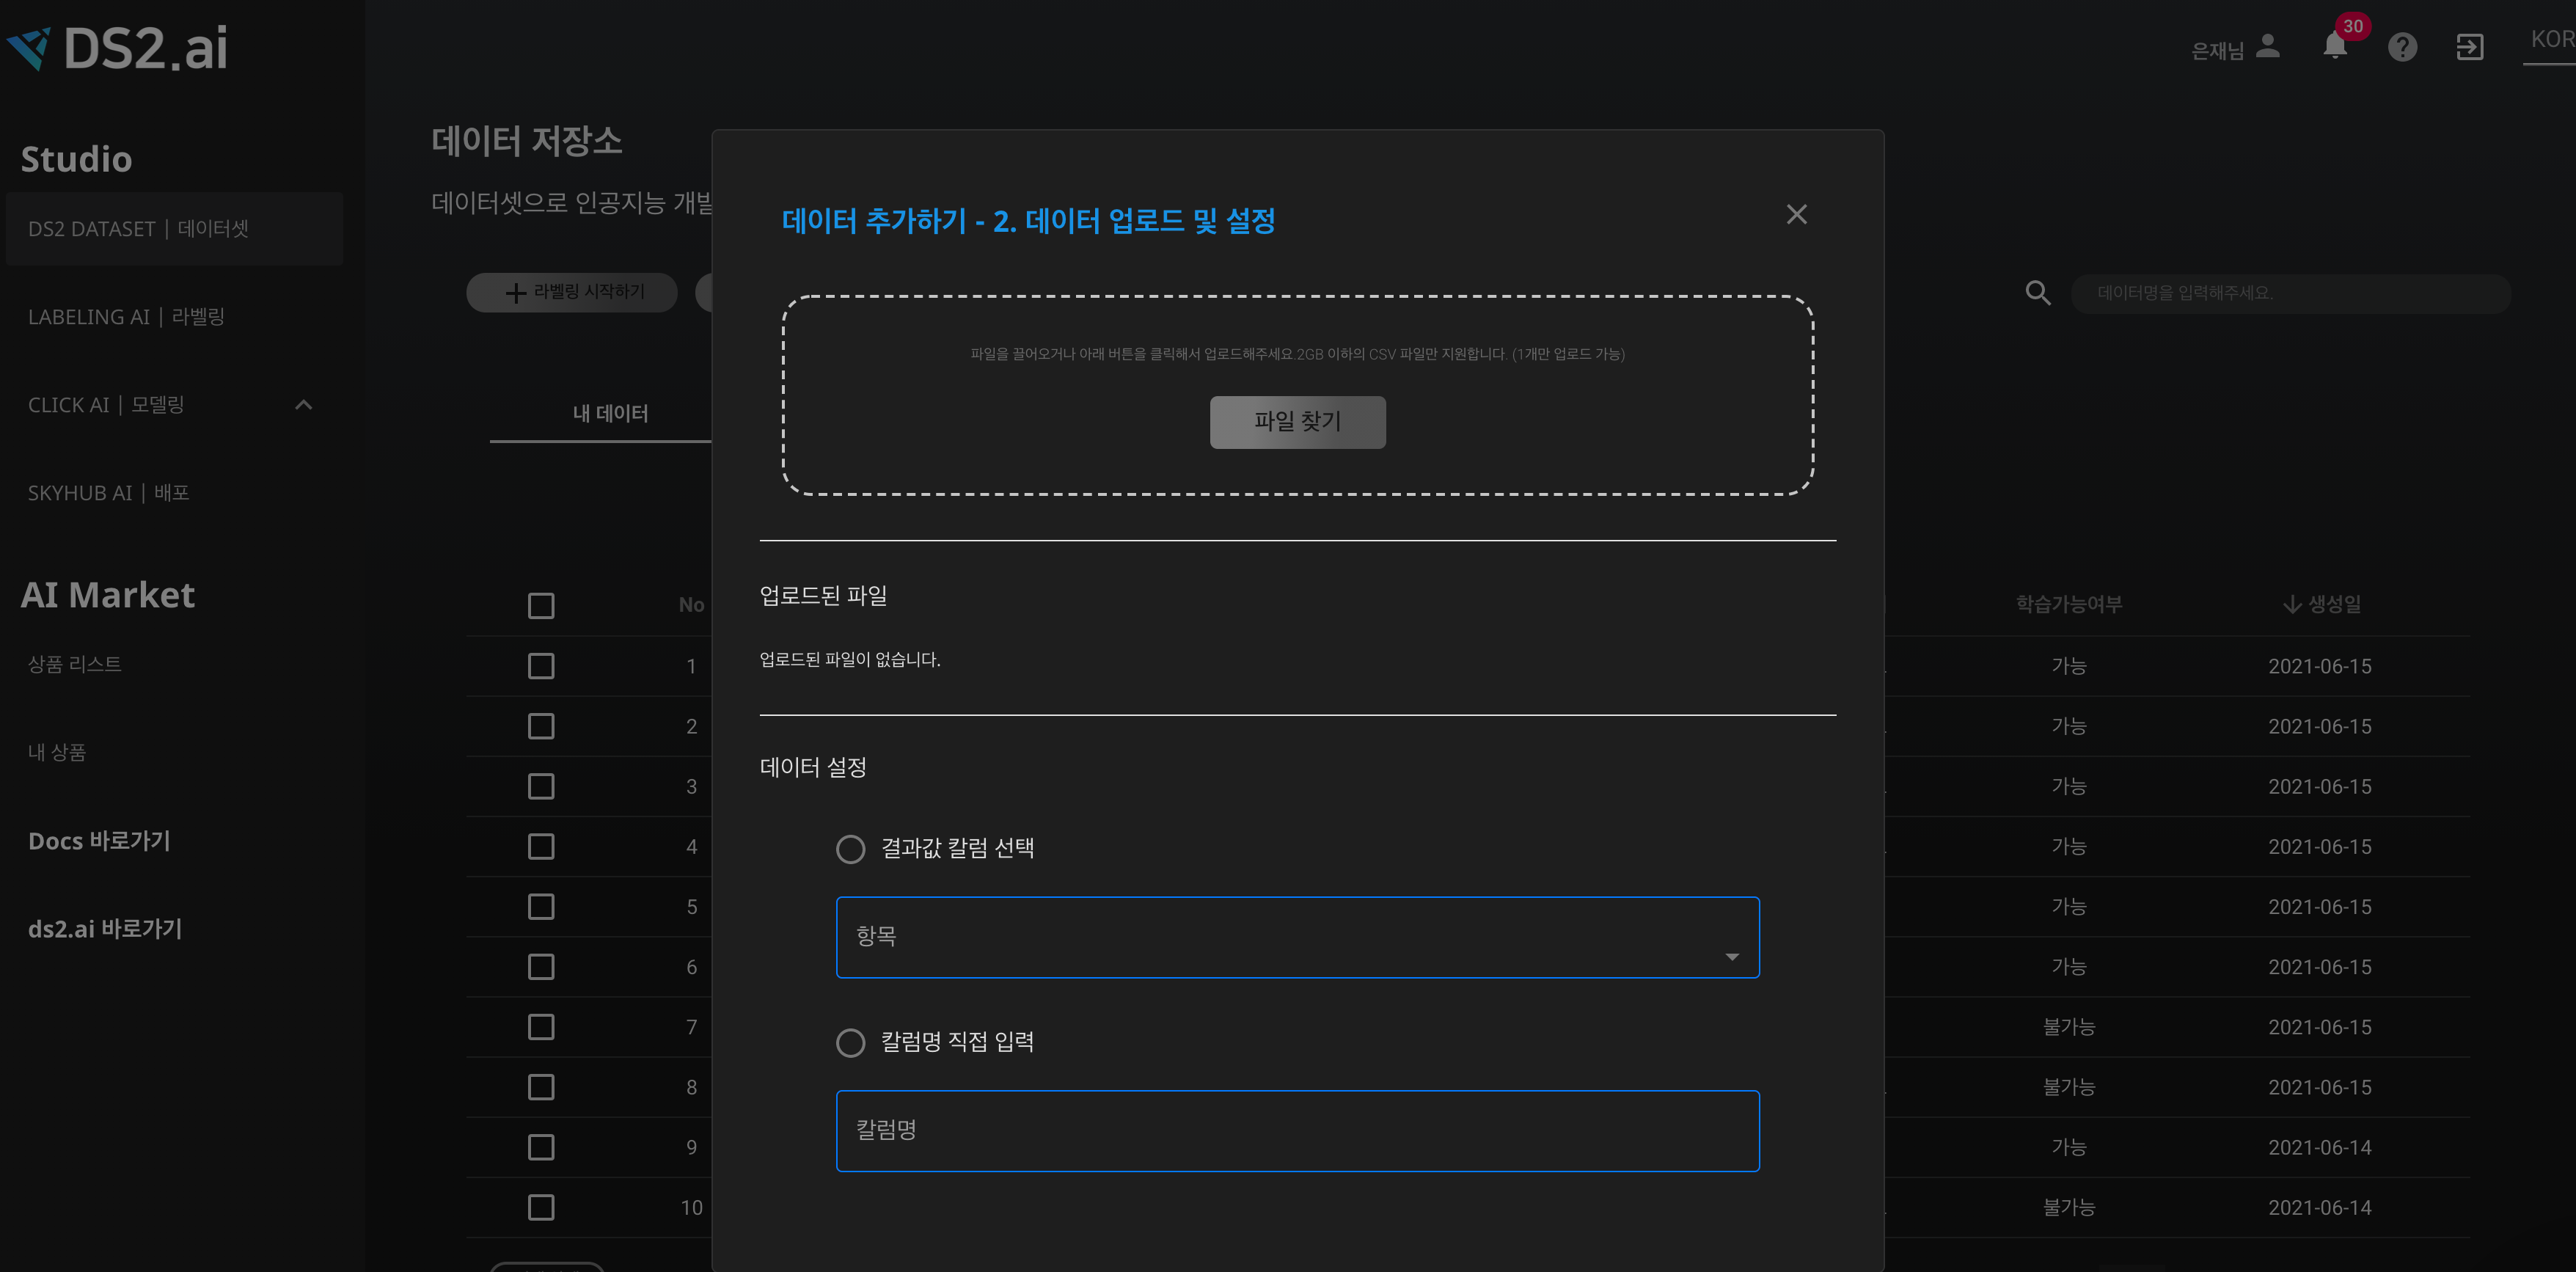 DS2.ai
은재님
30
KOR
Studio
DS2 DATASET | 데이터셋
LABELING AI | 라벨링
CLICK AI | 모델링
SKYHUB AI | 배포
AI Market
상품 리스트
내 상품
Docs 바로가기
ds2.ai 바로가기
데이터 저장소
데이터셋으로 인공지능 개발
라벨링 시작하기
데이터명을 입력해주세요.
내 데이터
No
학습가능여부
생성일
1 가능 2021-06-15
2 가능 2021-06-15
3 가능 2021-06-15
4 가능 2021-06-15
5 가능 2021-06-15
6 가능 2021-06-15
7 불가능 2021-06-15
8 불가능 2021-06-15
9 가능 2021-06-14
10 불가능 2021-06-14
데이터 추가하기 - 2. 데이터 업로드 및 설정
파일을 끌어오거나 아래 버튼을 클릭해서 업로드해주세요.2GB 이하의 CSV 파일만 지원합니다. (1개만 업로드 가능)
파일 찾기
업로드된 파일
업로드된 파일이 없습니다.
데이터 설정
결과값 칼럼 선택
항목
칼럼명 직접 입력
칼럼명